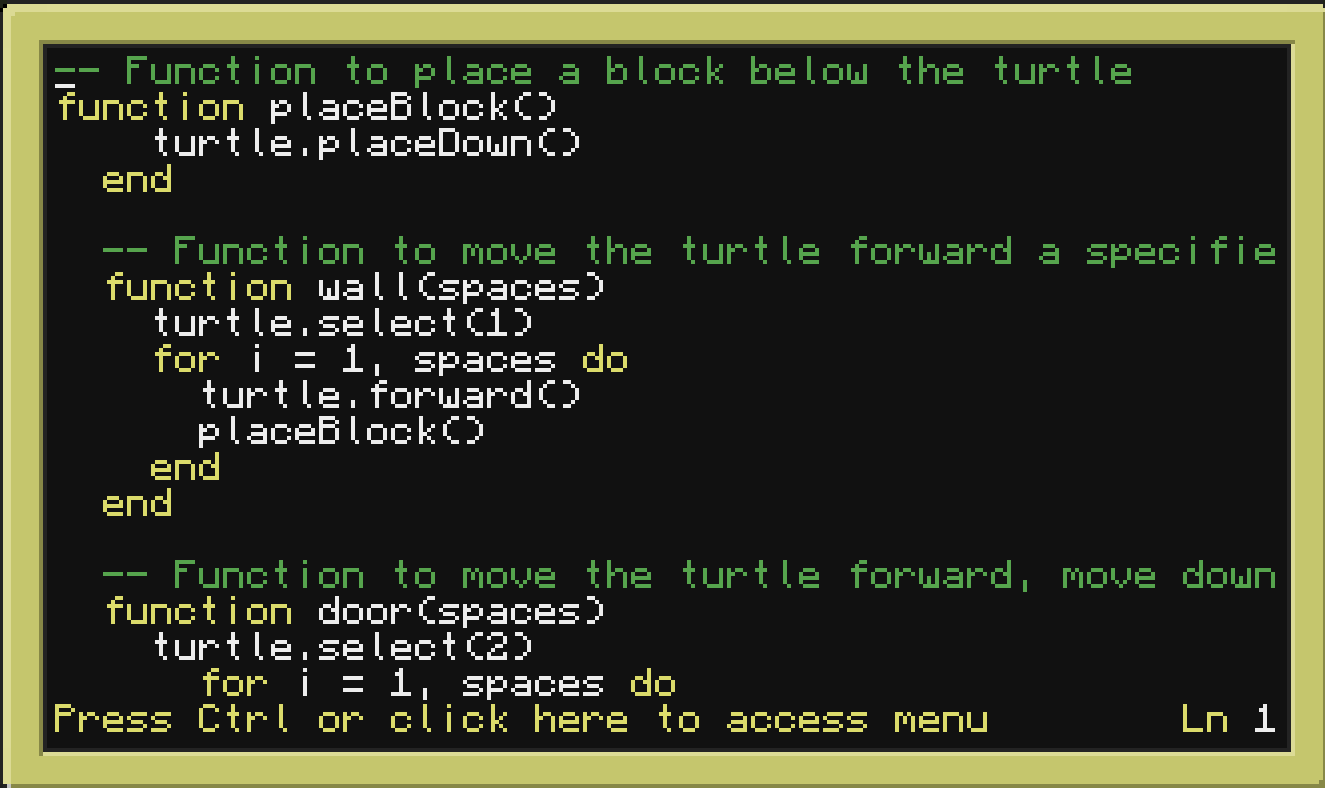 -- Function to place a block below the turtle
function placeBlock()
    turtle.placeDown()
  end

  -- Function to move the turtle forward a specifie
  function wall(spaces)
    turtle.select(1)
    for i = 1, spaces do
      turtle.forward()
      placeBlock()
    end
  end

  -- Function to move the turtle forward, move down
  function door(spaces)
    turtle.select(2)
      for i = 1, spaces do
Press Ctrl or click here to access menu        Ln 1